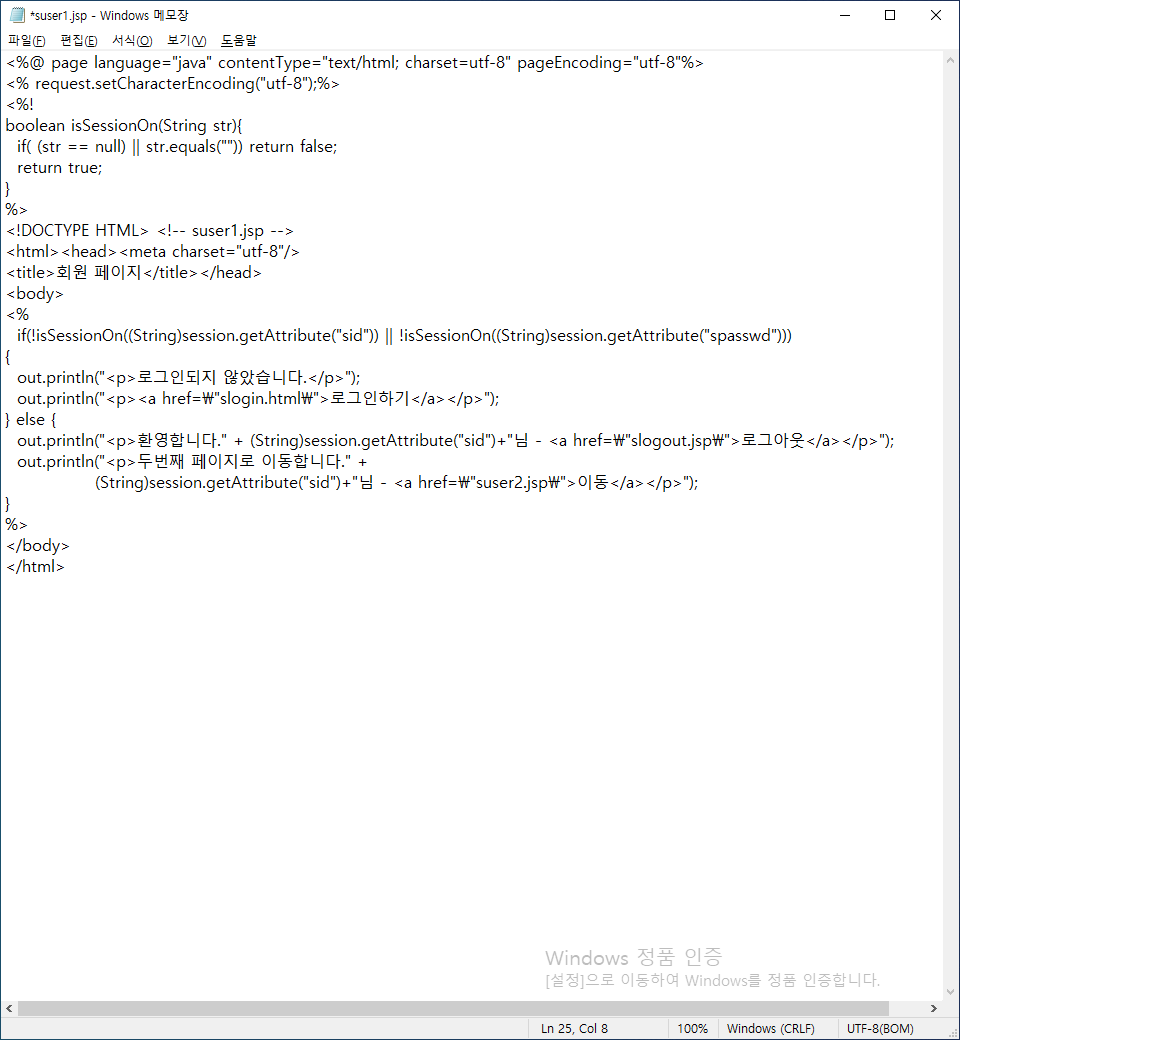 *suser1.jsp - Windows 메모장
파일(F) 편집(E) 서식(O) 보기(V) 도움말
<%@ page language="java" contentType="text/html; charset=utf-8" pageEncoding="utf-8"%>
<% request.setCharacterEncoding("utf-8");%>
<%!
boolean isSessionOn(String str){
  if( (str == null) || str.equals("")) return false;
  return true;
}
%>
<!DOCTYPE HTML> <!-- suser1.jsp -->
<html><head><meta charset="utf-8"/>
<title>회원 페이지</title></head>
<body>
<%
  if(!isSessionOn((String)session.getAttribute("sid")) || !isSessionOn((String)session.getAttribute("spasswd")))
{
  out.println("<p>로그인되지 않았습니다.</p>");
  out.println("<p><a href=₩"slogin.html₩">로그인하기</a></p>");
} else {
  out.println("<p>환영합니다." + (String)session.getAttribute("sid")+"님 - <a href=₩"slogout.jsp₩">로그아웃</a></p>");
  out.println("<p>두번째 페이지로 이동합니다." +
                (String)session.getAttribute("sid")+"님 - <a href=₩"suser2.jsp₩">이동</a></p>");
}
%>
</body>
</html>
Windows 정품 인증
[설정]으로 이동하여 Windows를 정품 인증합니다.
Ln 25, Col 8 100% Windows (CRLF) UTF-8(BOM)